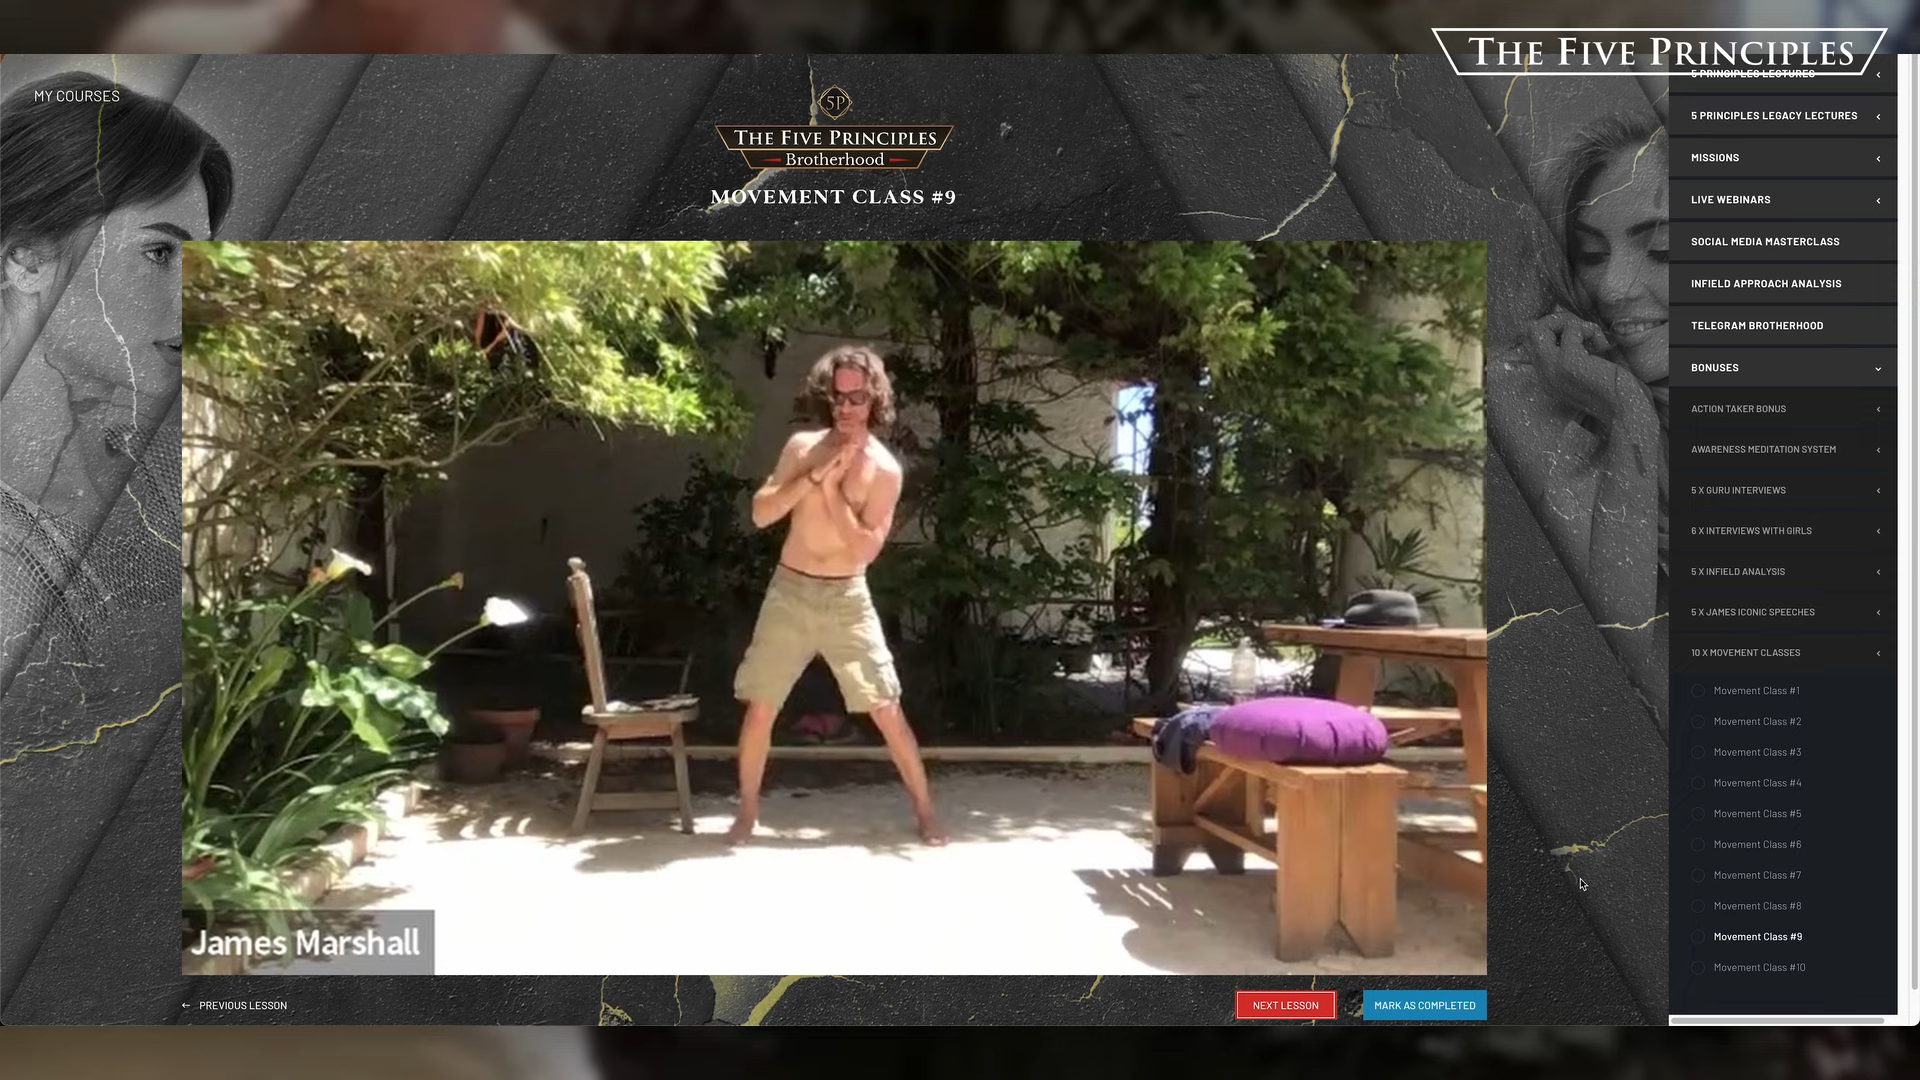 THE FIVE PRINCIPLES
MY COURSES
5P
THE FIVE PRINCIPLES
Brotherhood
MOVEMENT CLASS #9
James Marshall
← PREVIOUS LESSON
NEXT LESSON
MARK AS COMPLETED
5 PRINCIPLES LECTURES
5 PRINCIPLES LEGACY LECTURES
MISSIONS
LIVE WEBINARS
SOCIAL MEDIA MASTERCLASS
INFIELD APPROACH ANALYSIS
TELEGRAM BROTHERHOOD
BONUSES
ACTION TAKER BONUS
AWARENESS MEDITATION SYSTEM
5 X GURU INTERVIEWS
6 X INTERVIEWS WITH GIRLS
5 X INFIELD ANALYSIS
5 X JAMES ICONIC SPEECHES
10 X MOVEMENT CLASSES
Movement Class #1
Movement Class #2
Movement Class #3
Movement Class #4
Movement Class #5
Movement Class #6
Movement Class #7
Movement Class #8
Movement Class #9
Movement Class #10